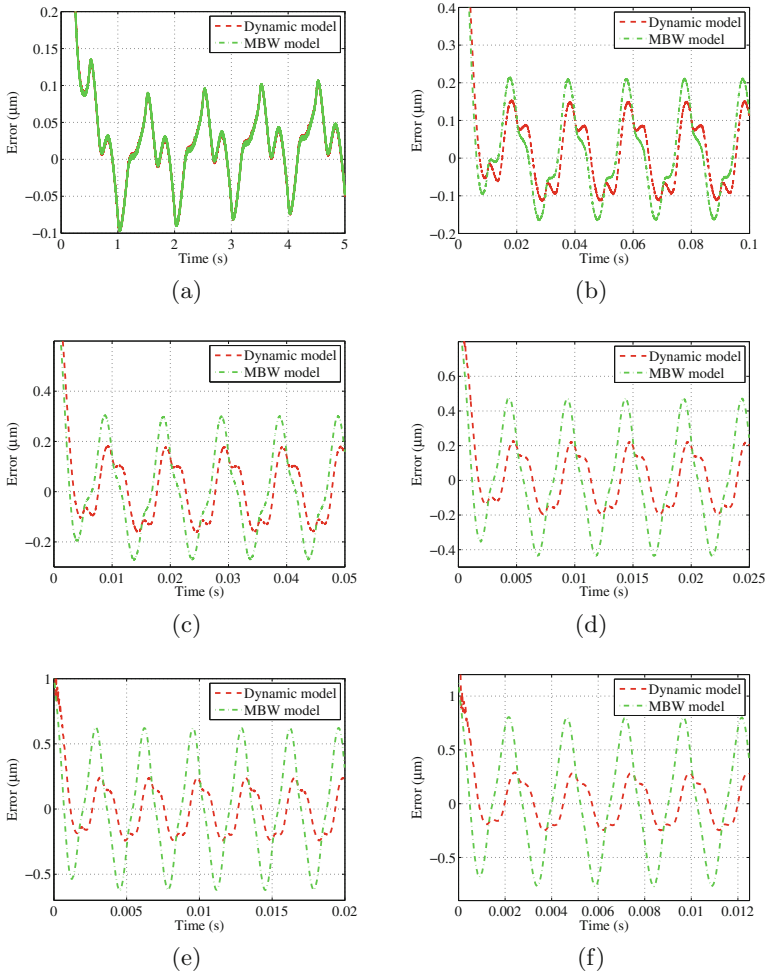 0.2
0.15
0.1
0.05
0
−0.05
−0.1
Error (µm)
0 1 2 3 4 5
Time (s)
Dynamic model
MBW model
(a)
0.4
0.3
0.2
0.1
0
−0.1
−0.2
Error (µm)
0 0.02 0.04 0.06 0.08 0.1
Time (s)
Dynamic model
MBW model
(b)
0.4
0.2
0
−0.2
Error (µm)
0 0.01 0.02 0.03 0.04 0.05
Time (s)
Dynamic model
MBW model
(c)
0.6
0.4
0.2
0
−0.2
−0.4
Error (µm)
0 0.005 0.01 0.015 0.02 0.025
Time (s)
Dynamic model
MBW model
(d)
1
0.5
0
−0.5
Error (µm)
0 0.005 0.01 0.015 0.02
Time (s)
Dynamic model
MBW model
(e)
1
0.5
0
−0.5
Error (µm)
0 0.002 0.004 0.006 0.008 0.01 0.012
Time (s)
Dynamic model
MBW model
(f)